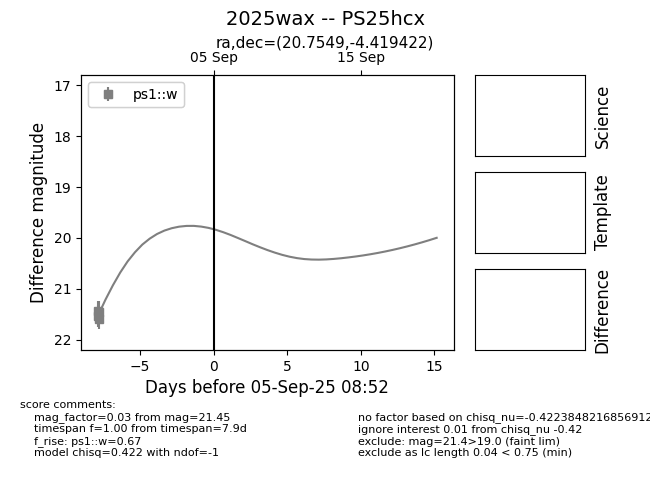 2025wax -- PS25hcx
ra,dec=(20.7549,-4.419422)
05 Sep
15 Sep
ps1::w
17
18
19
20
21
22
Difference magnitude
−5
0
5
10
15
Days before 05-Sep-25 08:52
Science
Template
Difference
score comments:
mag_factor=0.03 from mag=21.45
timespan f=1.00 from timespan=7.9d
f_rise: ps1::w=0.67
model chisq=0.422 with ndof=-1
no factor based on chisq_nu=-0.4223848216856912
ignore interest 0.01 from chisq_nu -0.42
exclude: mag=21.4>19.0 (faint lim)
exclude as lc length 0.04 < 0.75 (min)